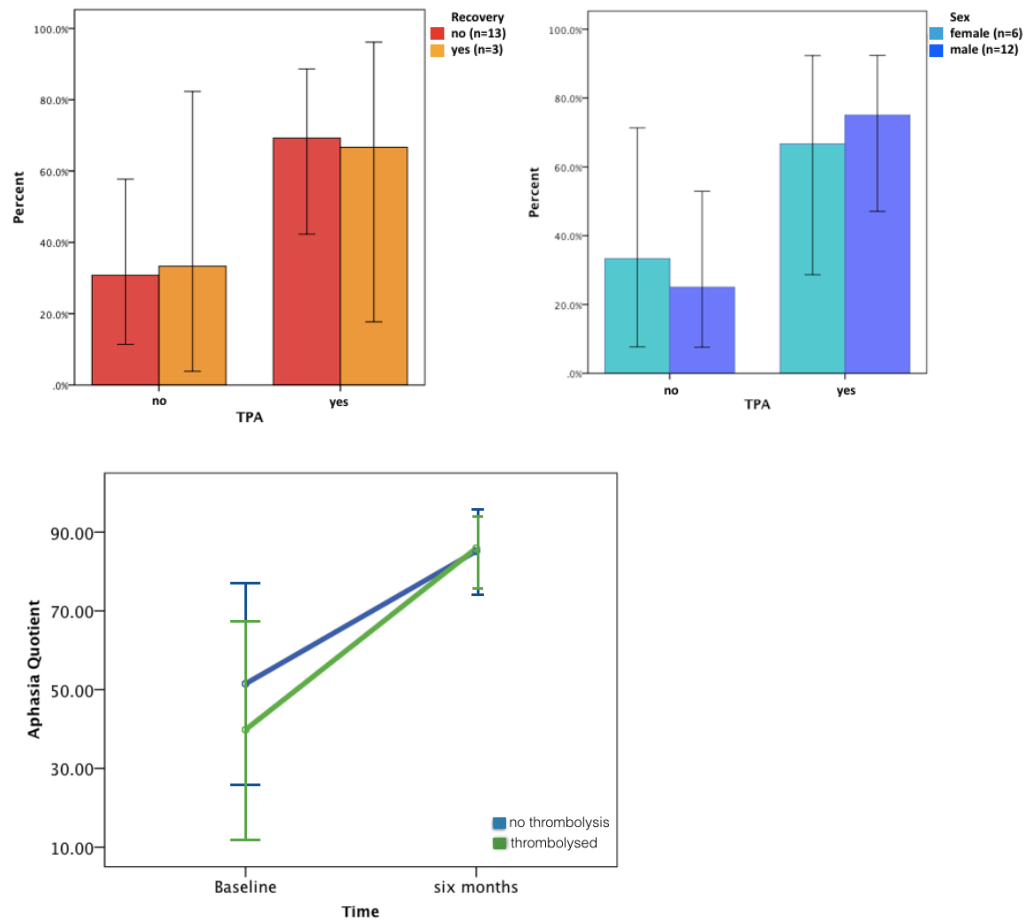 Recovery
no (n=13)
yes (n=3)
100.0%
80.0%
60.0%
40.0%
20.0%
.0%
Percent
no
yes
TPA
Sex
female (n=6)
male (n=12)
100.0%
80.0%
60.0%
40.0%
20.0%
.0%
Percent
no
yes
TPA
90.00
70.00
50.00
30.00
10.00
Aphasia Quotient
no thrombolysis
thrombolysed
Baseline
six months
Time